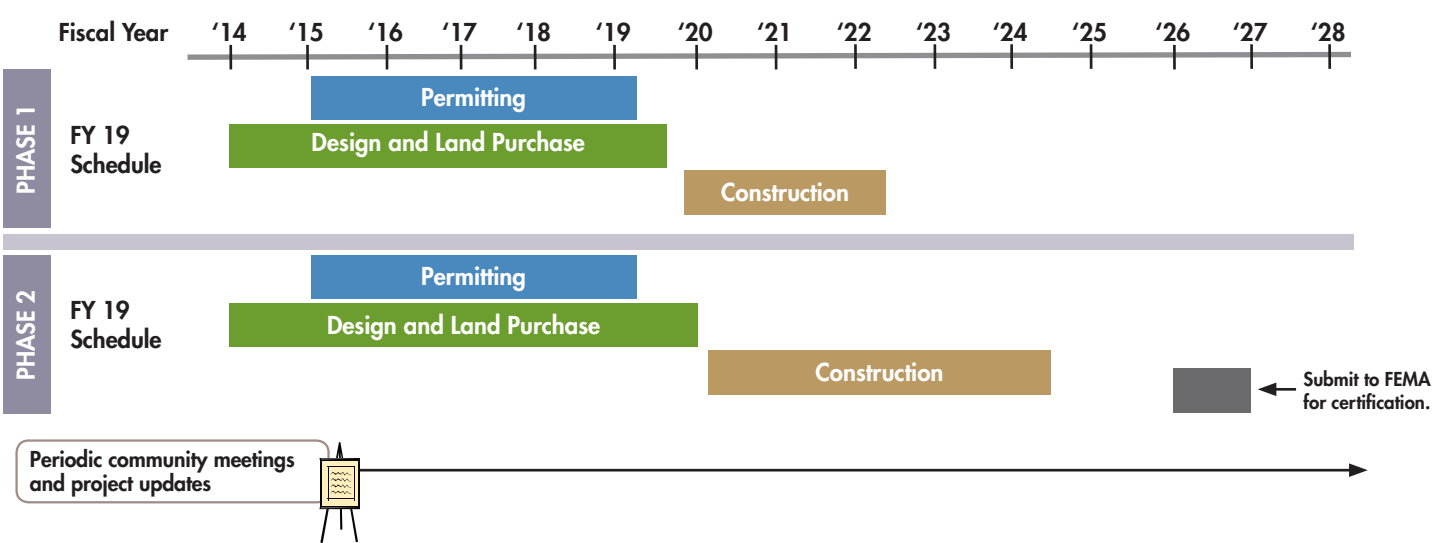 Fiscal Year ‘14 ‘15 ‘16 ‘17 ‘18 ‘19 ‘20 ‘21 ‘22 ‘23 ‘24 ‘25 ‘26 ‘27 ‘28
PHASE 1
FY 19
Schedule
Permitting
Design and Land Purchase
Construction
PHASE 2
FY 19
Schedule
Permitting
Design and Land Purchase
Construction
Submit to FEMA
for certification.
Periodic community meetings
and project updates